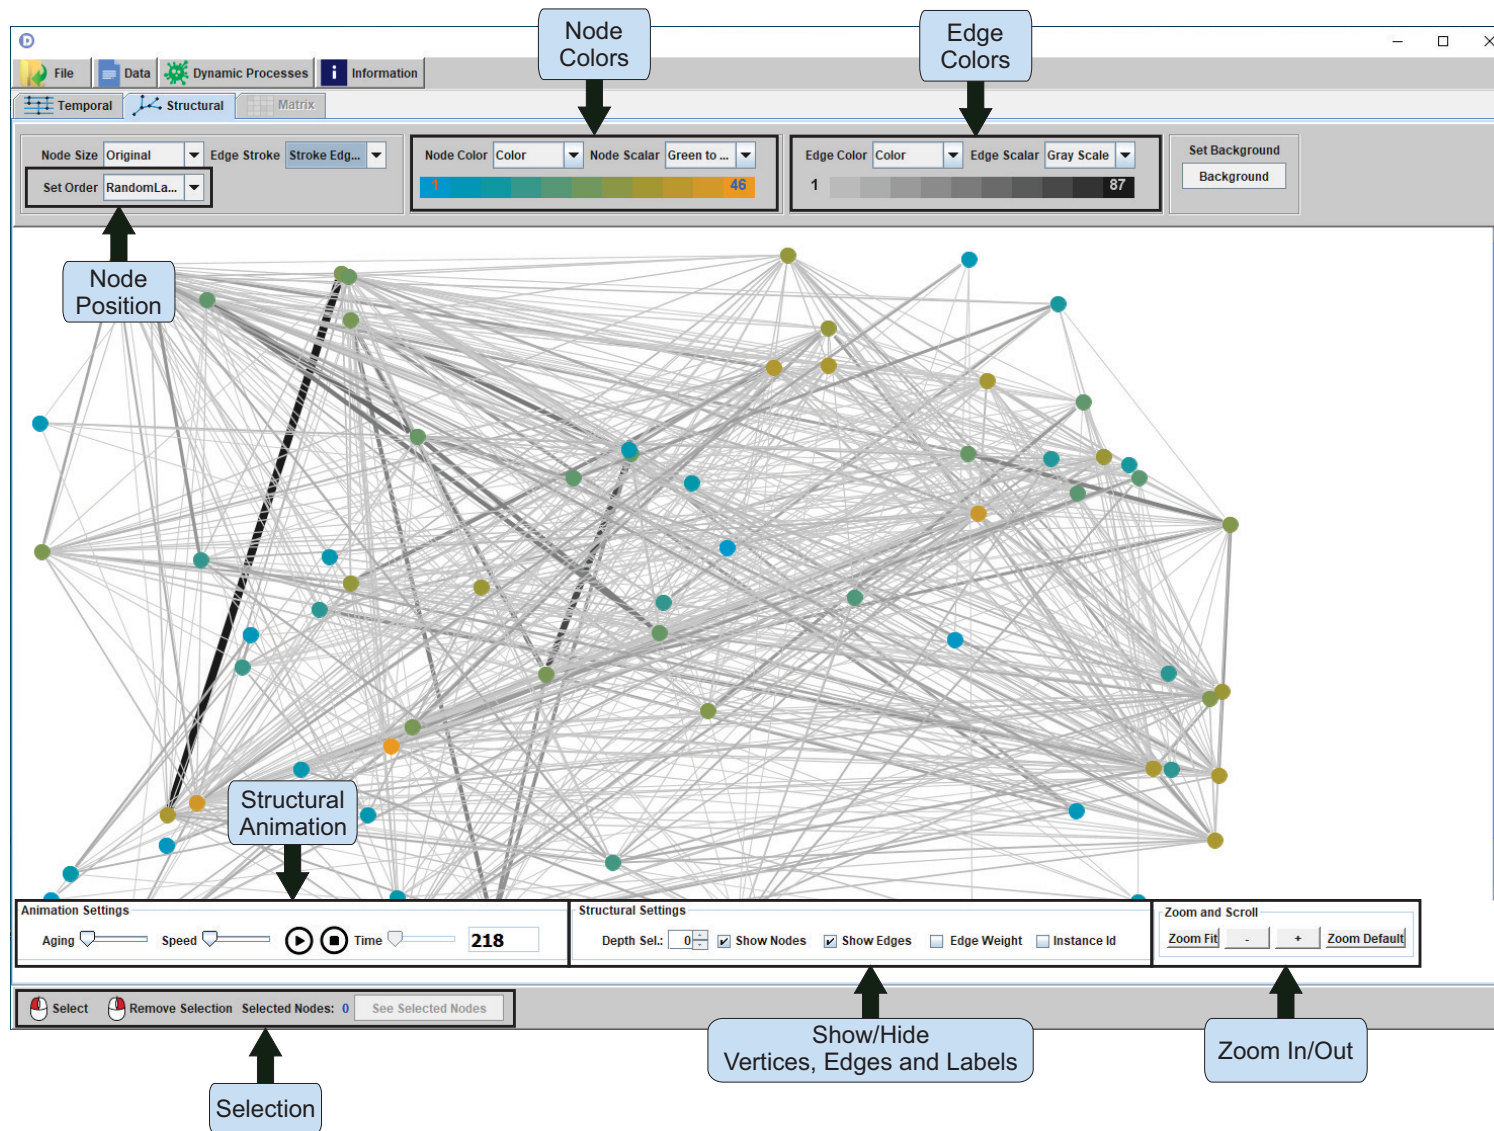 Node
Colors
Edge
Colors
D
File
Data
Dynamic Processes
i
Information
Temporal
Structural
Matrix
Node Size
Original
Edge Stroke
Stroke Edg...
Set Order
RandomLa...
Node Color
Color
Node Scalar
Green to ...
1
46
Edge Color
Color
Edge Scalar
Gray Scale
1
87
Set Background
Background
Node
Position
Structural
Animation
Animation Settings
Aging
Speed
Time
218
Structural Settings
Depth Sel.:
0
Show Nodes
Show Edges
Edge Weight
Instance Id
Zoom and Scroll
Zoom Fit
-
+
Zoom Default
Select
Remove Selection
Selected Nodes: 0
See Selected Nodes
Show/Hide
Vertices, Edges and Labels
Zoom In/Out
Selection